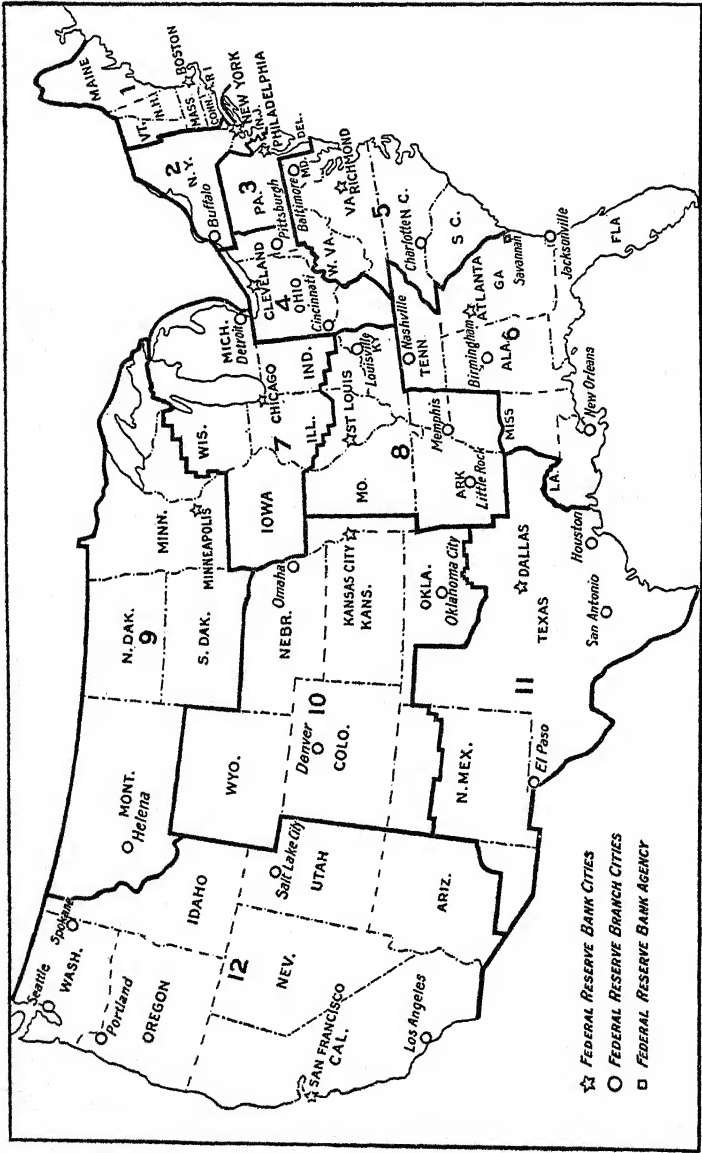 Seattle
WASH.
Spokane
Portland
OREGON
IDAHO
MONT.
Helena
12
NEV.
Salt Lake City
UTAH
SAN FRANCISCO
CAL.
Los Angeles
ARIZ.
WYO.
10
Denver
COLO.
N. MEX.
El Paso
N. DAK.
9
S. DAK.
NEBR.
Omaha
KANSAS CITY
KANS.
OKLA.
Oklahoma City
11
TEXAS
DALLAS
San Antonio
Houston
MINN.
MINNEAPOLIS
IOWA
WIS.
7
CHICAGO
ILL.
IND.
MICH.
Detroit
MO.
ST LOUIS
8
Louisville
KY
ARK
Little Rock
Memphis
MISS
LA.
New Orleans
CLEVELAND
4
OHIO
Cincinnati
Pittsburgh
W. VA.
Nashville
TENN
Birmingham
ALA
6
ATLANTA
GA
Savannah
Jacksonville
FLA
Buffalo
2
N.Y.
PA.
3
Baltimore
MD.
DEL.
VA
RICHMOND
5
Charlotte
N C.
S C.
MAINE
1
VT.
N.H.
MASS
BOSTON
CONN.
R I
NEW YORK
N.J.
PHILADELPHIA
FEDERAL RESERVE BANK CITIES
FEDERAL RESERVE BRANCH CITIES
FEDERAL RESERVE BANK AGENCY